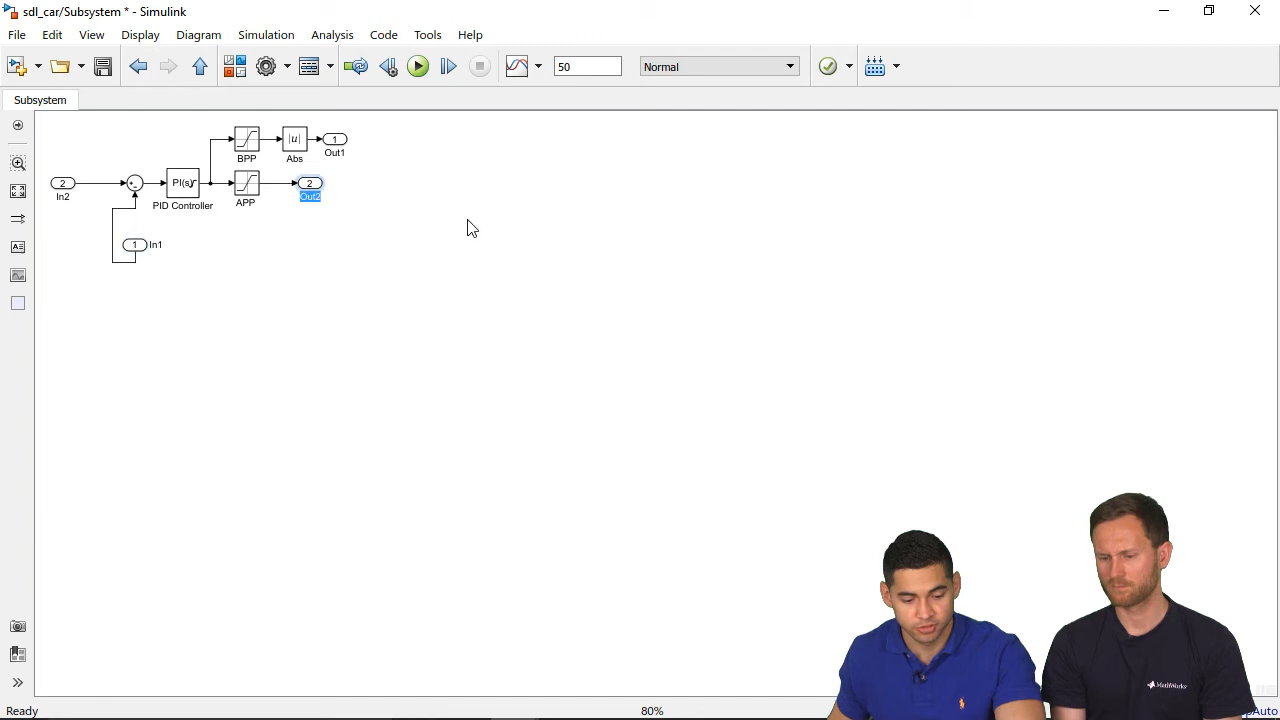 sdl_car/Subsystem * - Simulink
File Edit View Display Diagram Simulation Analysis Code Tools Help
50 Normal
Subsystem
BPP
|u|
Abs
1
Out1
2
In2
PI(s)
PID Controller
APP
2
Out2
1
In1
MathWorks
Ready 80% Auto